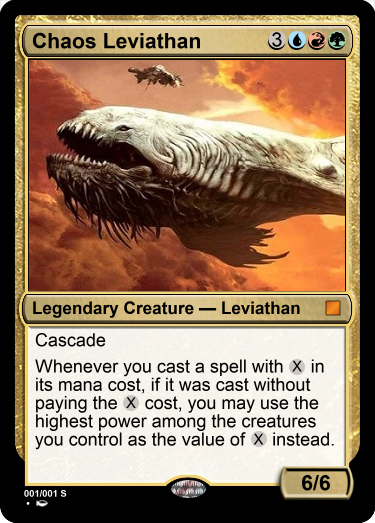 Chaos Leviathan 3
Legendary Creature — Leviathan
Cascade
Whenever you cast a spell with X in
its mana cost, if it was cast without
paying the X cost, you may use the
highest power among the creatures
you control as the value of X instead.
6/6
001/001 S